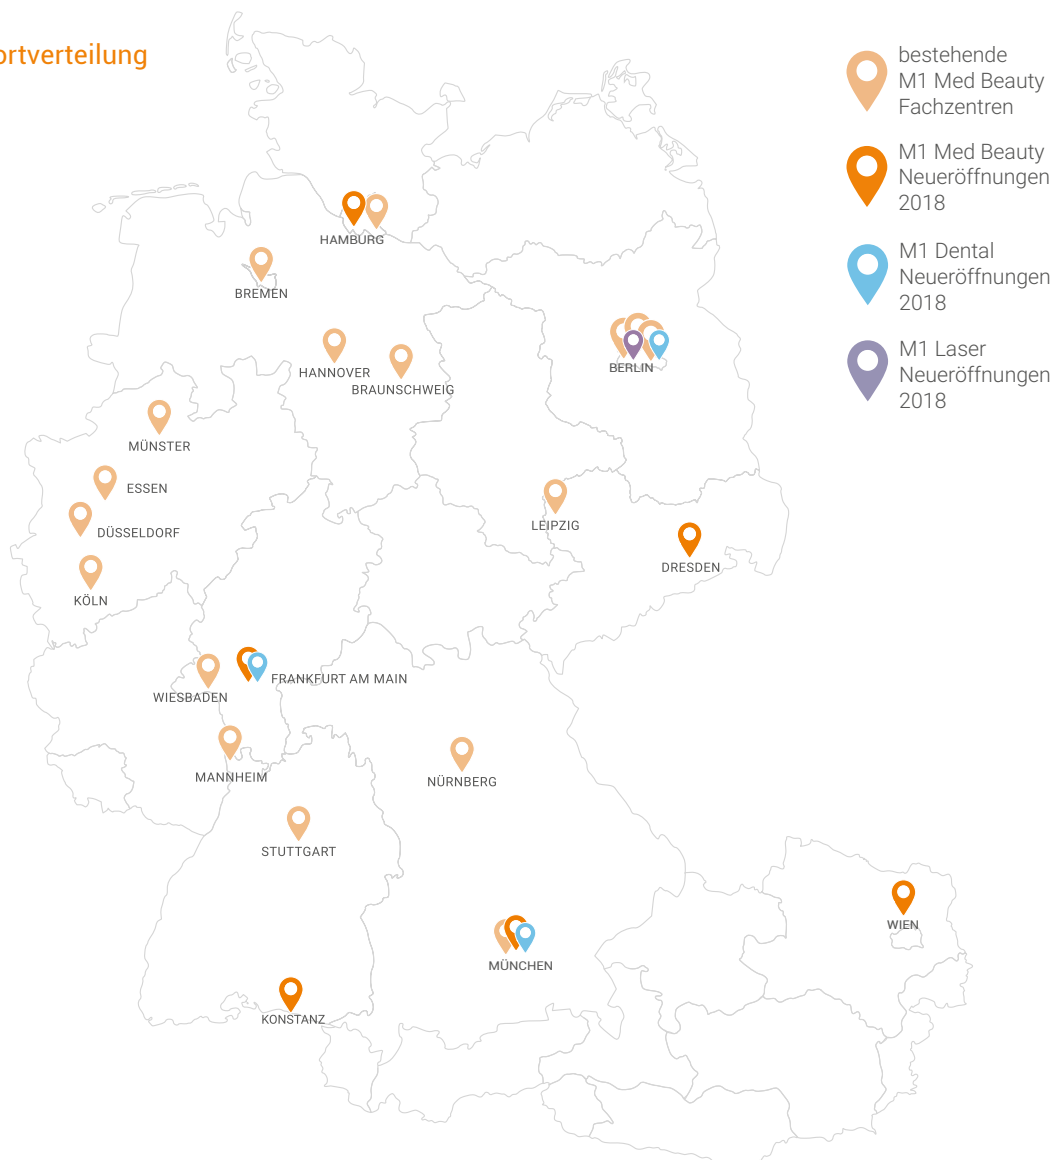 ortverteilung
bestehende
M1 Med Beauty
Fachzentren
M1 Med Beauty
Neueröffnungen
2018
M1 Dental
Neueröffnungen
2018
M1 Laser
Neueröffnungen
2018
HAMBURG
BREMEN
HANNOVER
BRAUNSCHWEIG
BERLIN
MÜNSTER
ESSEN
DÜSSELDORF
KÖLN
LEIPZIG
DRESDEN
WIESBADEN
FRANKFURT AM MAIN
MANNHEIM
NÜRNBERG
STUTTGART
MÜNCHEN
WIEN
KONSTANZ